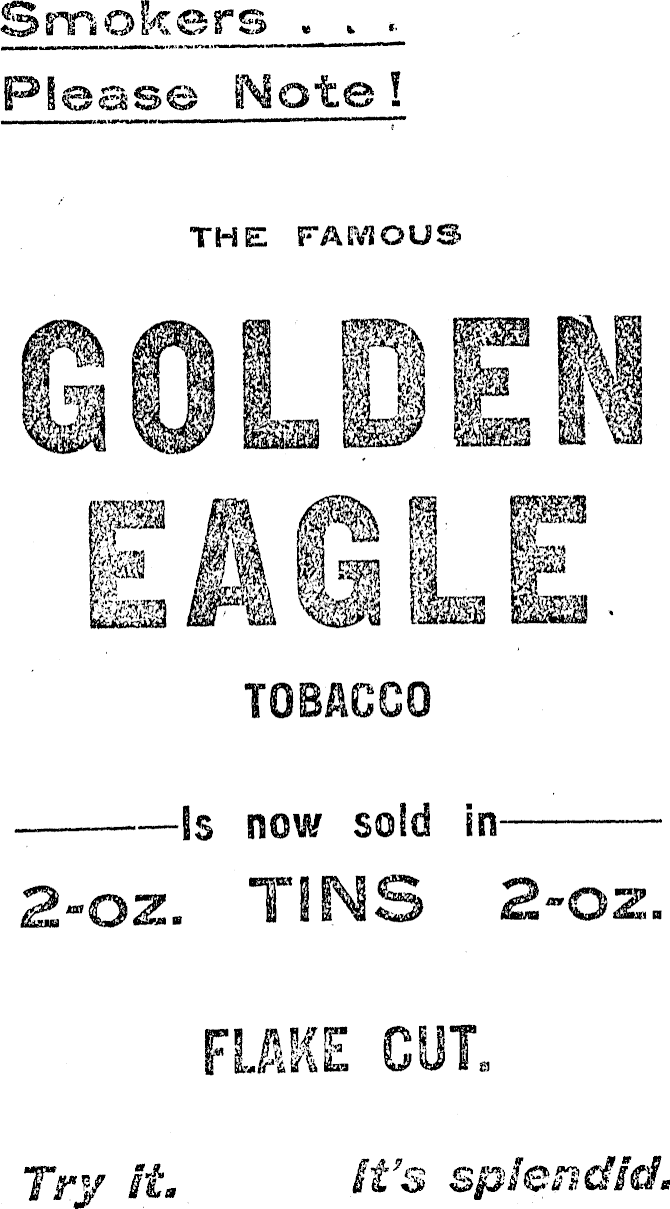 Smokers . . .
Please Note!
THE FAMOUS
GOLDEN
EAGLE
TOBACCO
Is now sold in
2-oz. TINS 2-oz.
FLAKE CUT.
Try it. It's splendid.